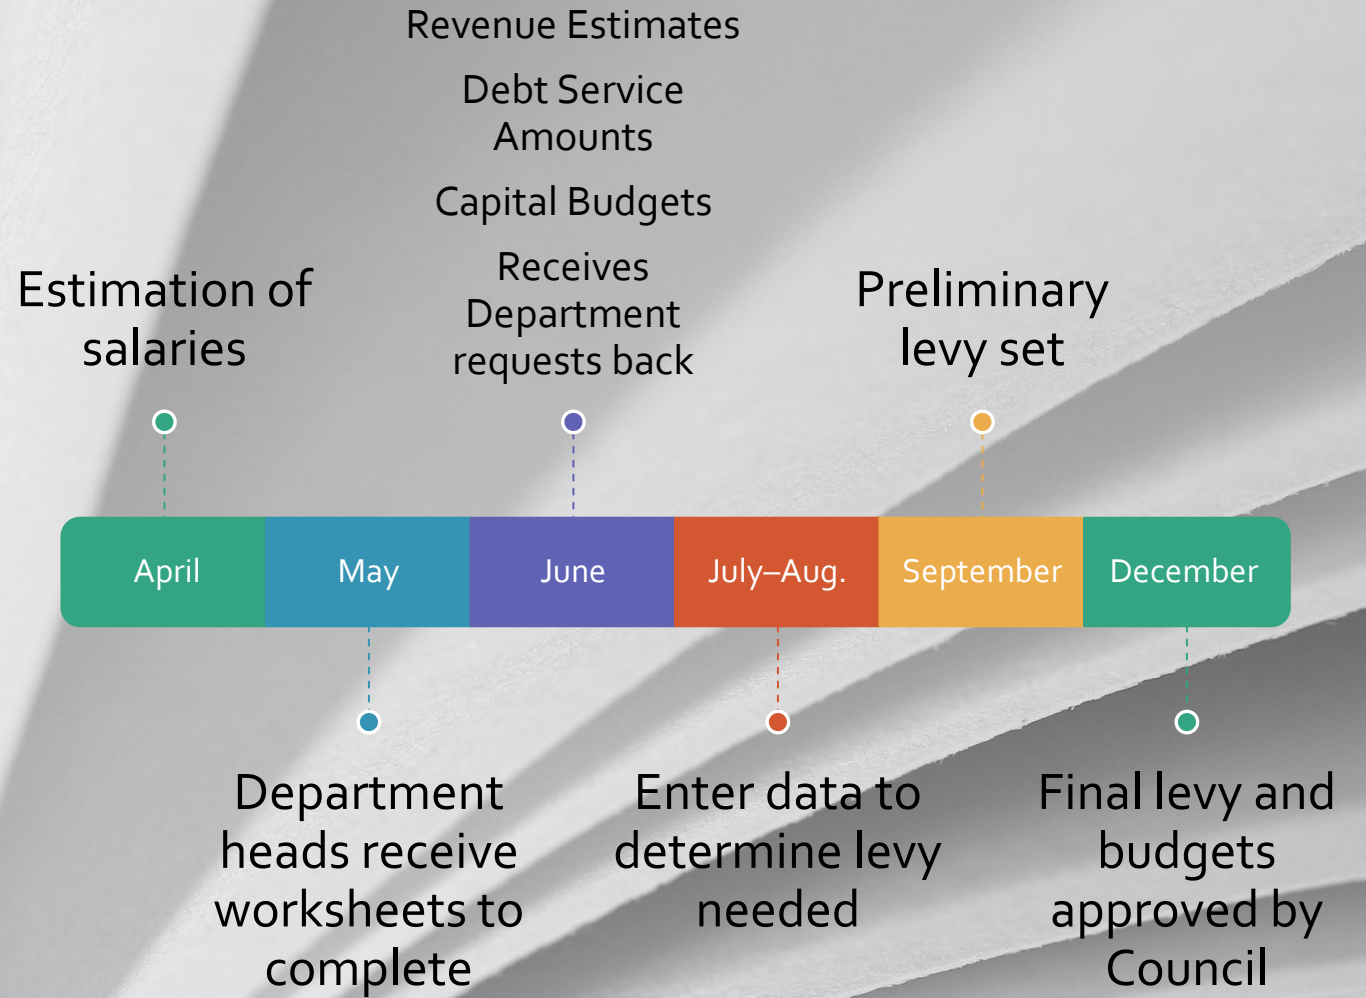 Revenue Estimates
Debt Service
Amounts
Capital Budgets
Receives
Department
requests back
Estimation of
salaries
Preliminary
levy set
April
May
June
July–Aug.
September
December
Department
heads receive
worksheets to
complete
Enter data to
determine levy
needed
Final levy and
budgets
approved by
Council